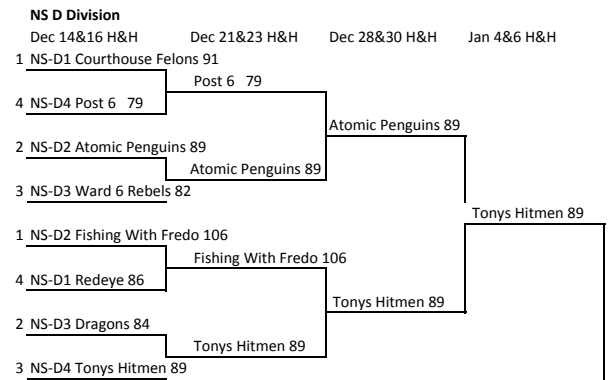 NS D Division
Dec 14&16 H&H Dec 21&23 H&H Dec 28&30 H&H Jan 4&6 H&H
1 NS-D1 Courthouse Felons 91
Post 6 79
4 NS-D4 Post 6 79
Atomic Penguins 89
2 NS-D2 Atomic Penguins 89
Atomic Penguins 89
3 NS-D3 Ward 6 Rebels 82
Tonys Hitmen 89
1 NS-D2 Fishing With Fredo 106
Fishing With Fredo 106
4 NS-D1 Redeye 86
Tonys Hitmen 89
2 NS-D3 Dragons 84
Tonys Hitmen 89
3 NS-D4 Tonys Hitmen 89